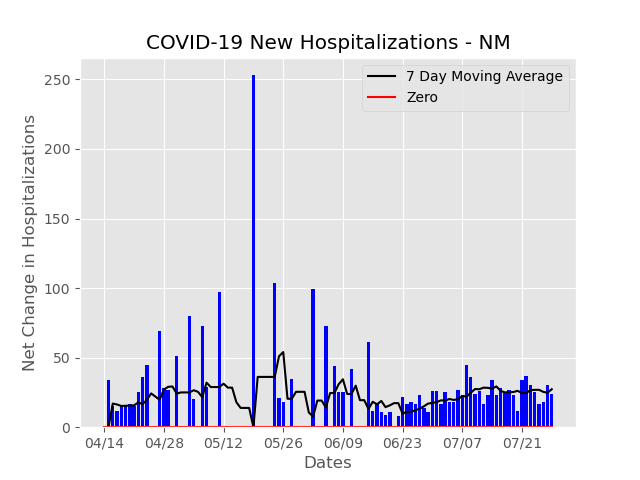 COVID-19 New Hospitalizations - NM
7 Day Moving Average
Zero
Net Change in Hospitalizations
250
200
150
100
50
0
04/14 04/28 05/12 05/26 06/09 06/23 07/07 07/21
Dates